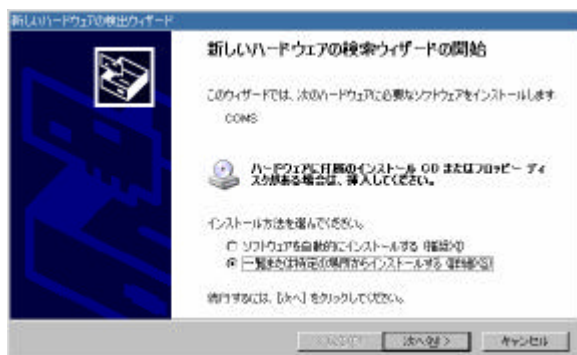 新しいハードウェアの検出ウィザード
新しいハードウェアの検索ウィザードの開始
このウィザードでは、次のハードウェアに必要なソフトウェアをインストールします
COMS
ハードウェアに付属のインストール CD またはフロッピー ディ
スクがある場合は、挿入してください。
インストール方法を選んでください。
ソフトウェアを自動的にインストールする (推奨)(I)
一覧または特定の場所からインストールする (詳細)(S)
続行するには、[次へ] をクリックしてください。
次へ(N) >
キャンセル